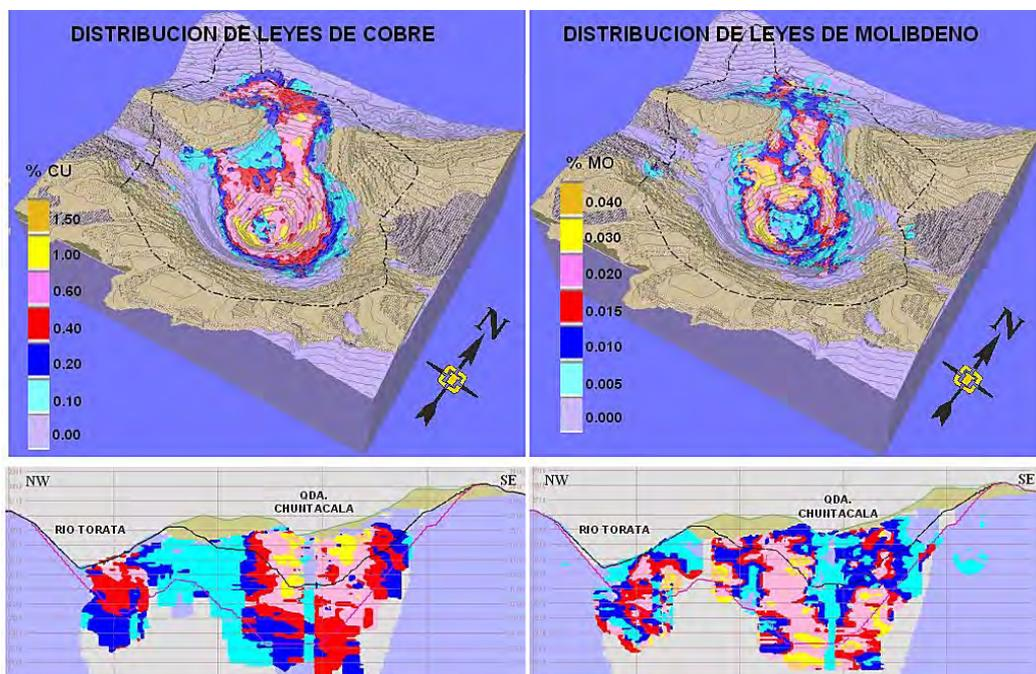 DISTRIBUCION DE LEYES DE COBRE
% CU
1.50
1.00
0.60
0.40
0.20
0.10
0.00
N
DISTRIBUCION DE LEYES DE MOLIBDENO
% MO
0.040
0.030
0.020
0.015
0.010
0.005
0.000
N
NW
RIO TORATA
QDA.
CHUNTACALA
SE
NW
RIO TORATA
QDA.
CHUNTACALA
SE